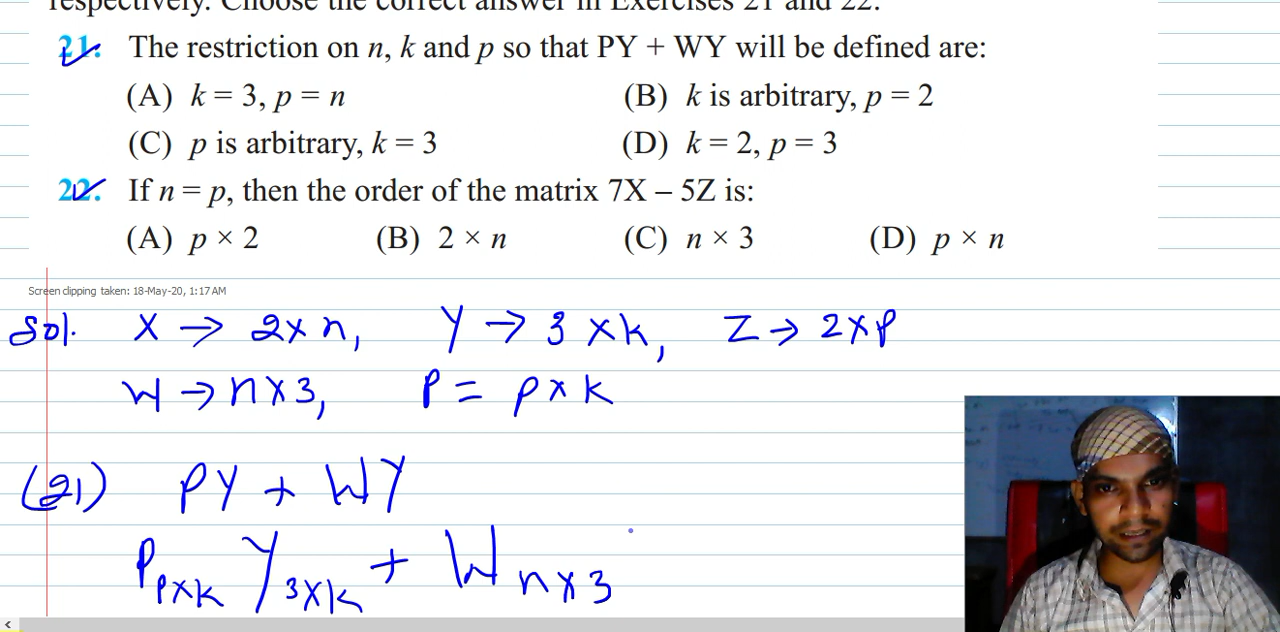 respectively. Choose the correct answer in Exercises 21 and 22.
21. The restriction on n, k and p so that PY + WY will be defined are:
(A) k = 3, p = n (B) k is arbitrary, p = 2
(C) p is arbitrary, k = 3 (D) k = 2, p = 3
22. If n = p, then the order of the matrix 7X – 5Z is:
(A) p × 2 (B) 2 × n (C) n × 3 (D) p × n
Screen clipping taken: 18-May-20, 1:17 AM
Sol. X → 2×n, Y → 3×k, Z → 2×p
W → n×3, P = p×k
(21) PY + WY
P p×k Y 3×k + W n×3